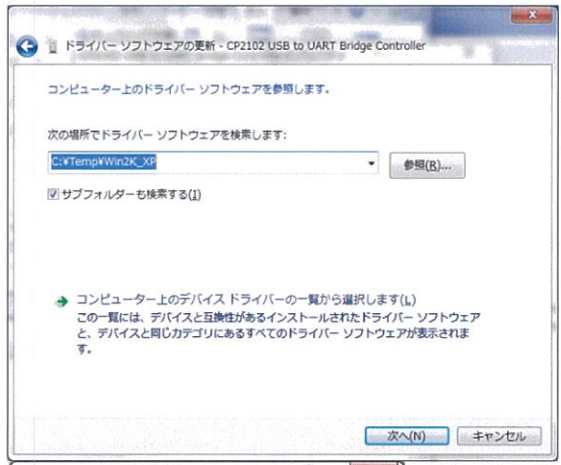 ドライバー ソフトウェアの更新 - CP2102 USB to UART Bridge Controller
コンピューター上のドライバー ソフトウェアを参照します。
次の場所でドライバー ソフトウェアを検索します:
C:¥Temp¥Win2K_XP
参照(R)...
サブフォルダーも検索する(I)
コンピューター上のデバイス ドライバーの一覧から選択します(L)
この一覧には、デバイスと互換性があるインストールされたドライバー ソフトウェア
と、デバイスと同じカテゴリにあるすべてのドライバー ソフトウェアが表示されま
す。
次へ(N)
キャンセル